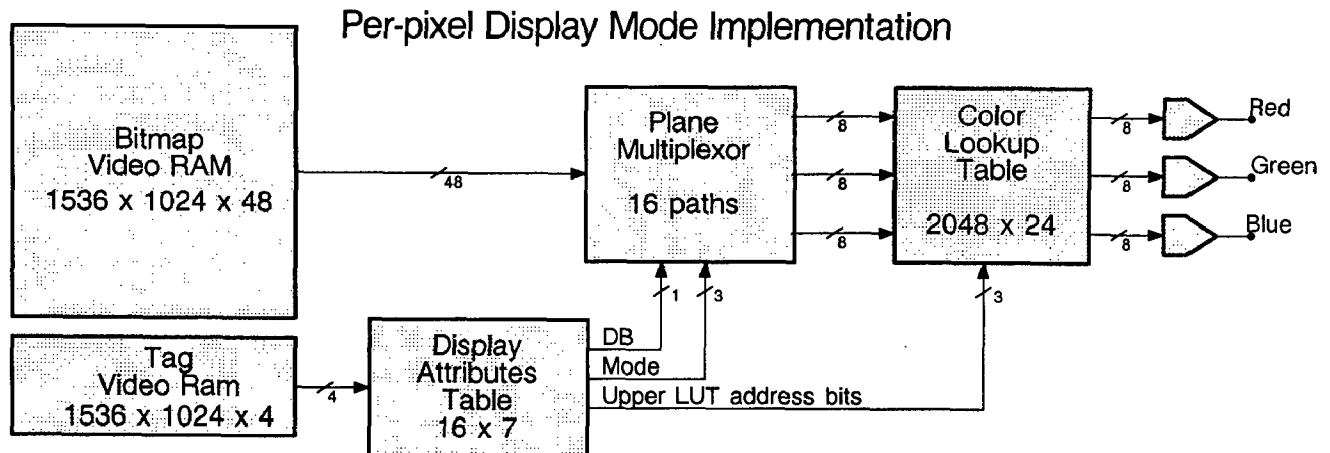 Per-pixel Display Mode Implementation
Bitmap
Video RAM
1536 x 1024 x 48
48
Plane
Multiplexor
16 paths
8
8
8
Color
Lookup
Table
2048 x 24
8
8
8
Red
Green
Blue
1
3
3
Tag
Video Ram
1536 x 1024 x 4
4
Display
Attributes
Table
16 x 7
DB
Mode
Upper LUT address bits